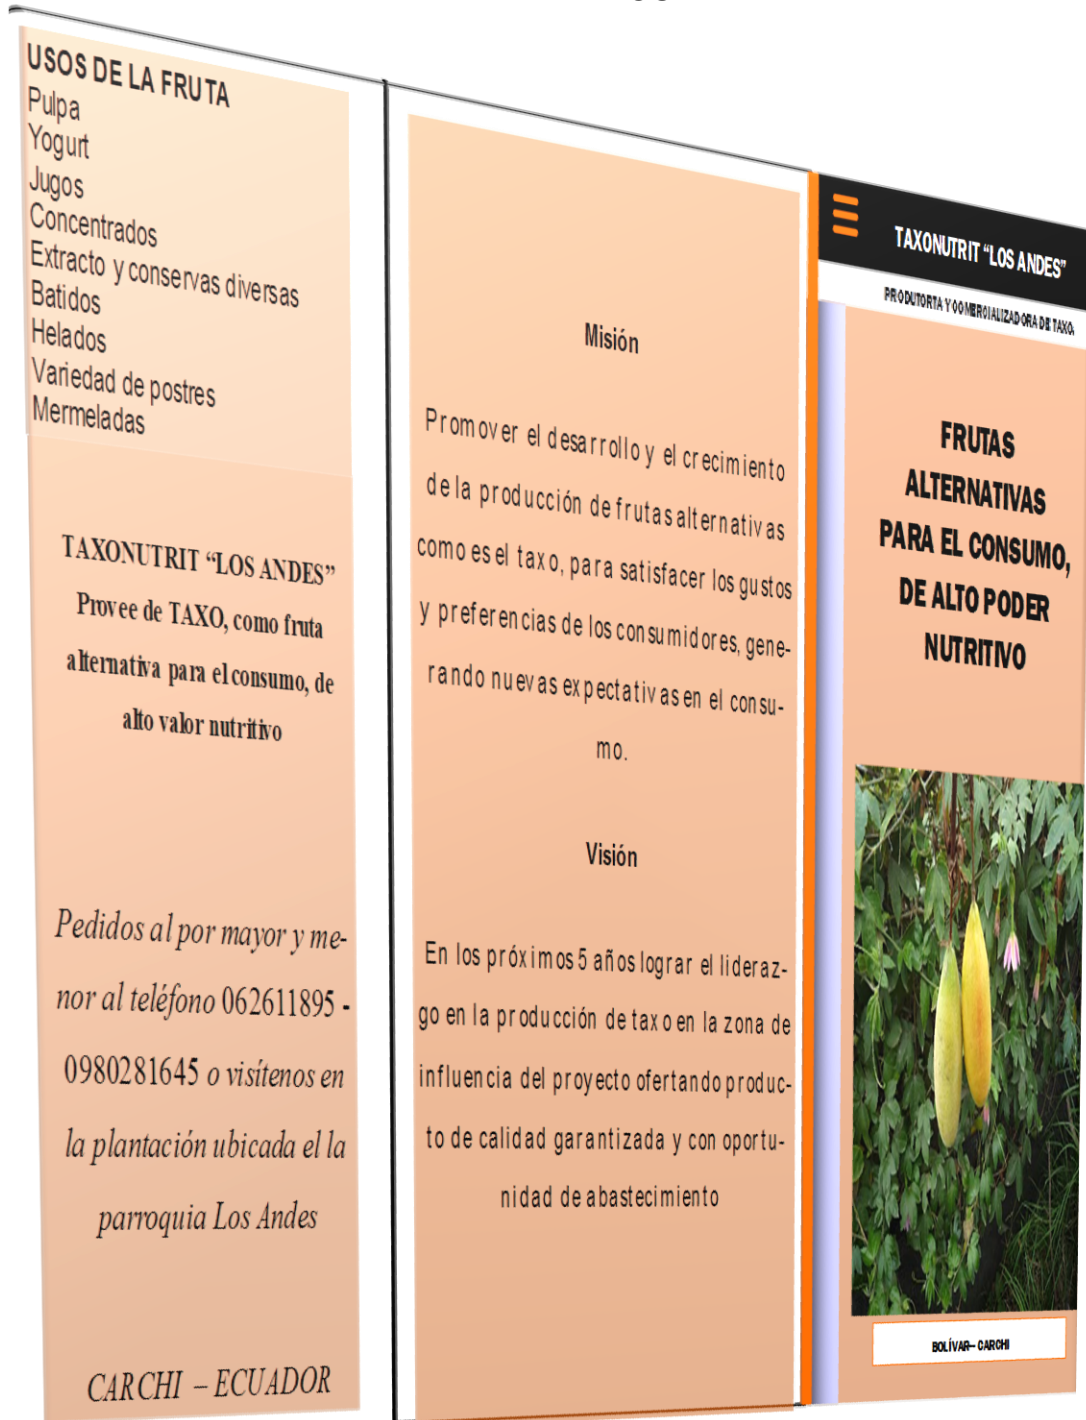 USOS DE LA FRUTA
Pulpa
Yogurt
Jugos
Concentrados
Extracto y conservas diversas
Batidos
Helados
Variedad de postres
Mermeladas
TAXONUTRIT “LOS ANDES”
Provee de TAXO, como fruta
alternativa para el consumo, de
alto valor nutritivo
Pedidos al por mayor y me-
nor al teléfono 062611895 -
0980281645 o visítenos en
la plantación ubicada el la
parroquia Los Andes
CARCHI – ECUADOR
Misión
Promover el desarrollo y el crecimiento
de la producción de frutas alternativas
como es el taxo, para satisfacer los gustos
y preferencias de los consumidores, gene-
rando nuevas expectativas en el consu-
mo.
Visión
En los próximos 5 años lograr el lideraz-
go en la producción de taxo en la zona de
influencia del proyecto ofertando produc-
to de calidad garantizada y con oportu-
nidad de abastecimiento
TAXONUTRIT “LOS ANDES”
PRODUTORTA Y COMERCIALIZADORA DE TAXO.
FRUTAS
ALTERNATIVAS
PARA EL CONSUMO,
DE ALTO PODER
NUTRITIVO
BOLÍVAR– CARCHI